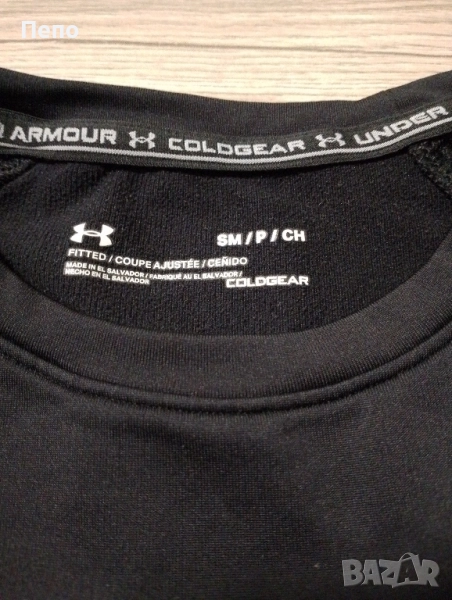 Пепо
R ARMOUR COLDGEAR UNDER
SM / P / CH
FITTED / COUPE AJUSTÉE / CEÑIDO
MADE IN EL SALVADOR / FABRIQUÉ AU EL SALVADOR /
HECHO EN EL SALVADOR
COLDGEAR
BAZAR